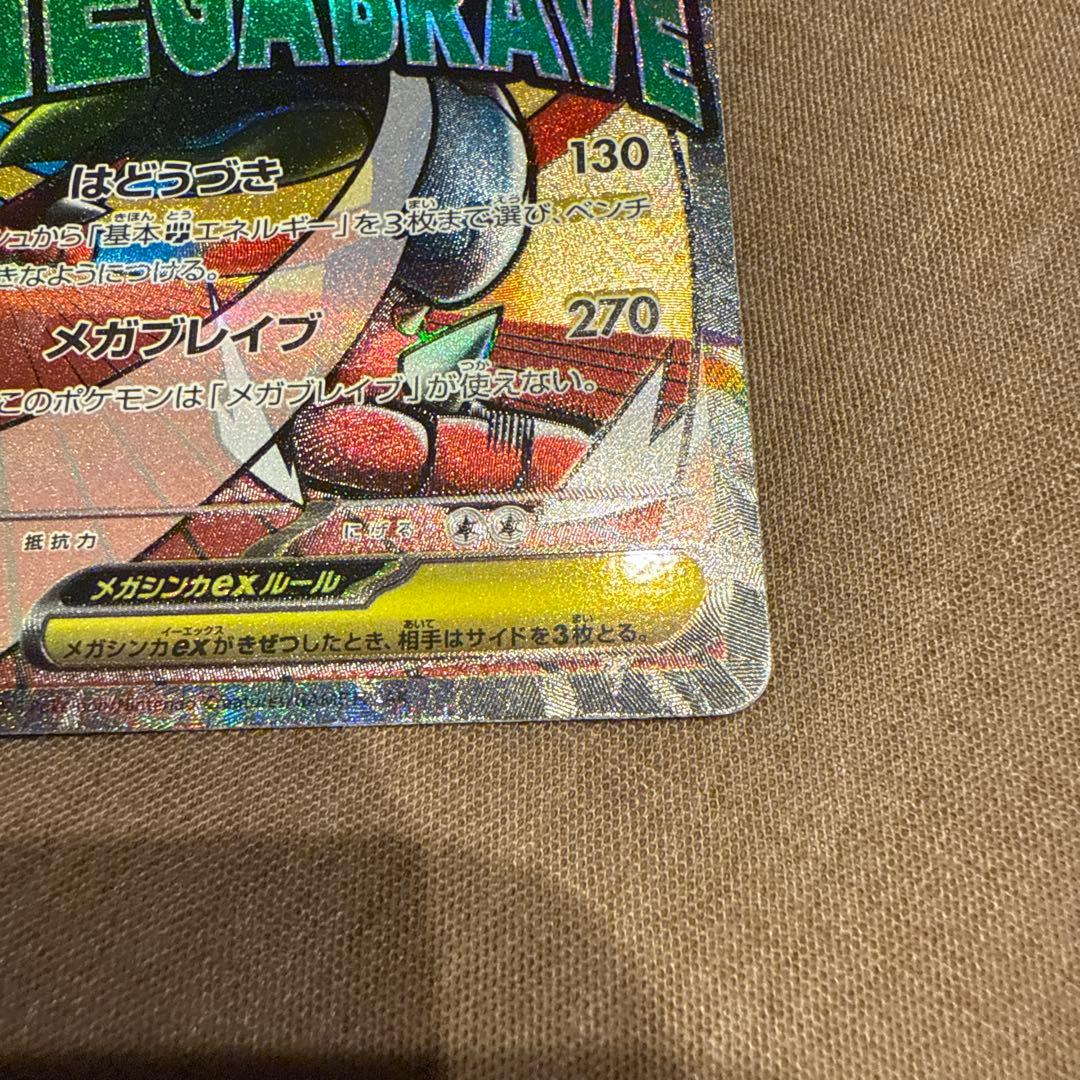 MEGABRAVE
はどうづき 130
シュから「基本闘エネルギー」を3枚まで選び、ベンチ
きなようにつける。
メガブレイブ 270
このポケモンは「メガブレイブ」が使えない。
抵抗力 にげる
メガシンカexルール
メガシンカexがきぜつしたとき、相手はサイドを3枚とる。
Pokémon/Nintendo/Creatures/GAME F